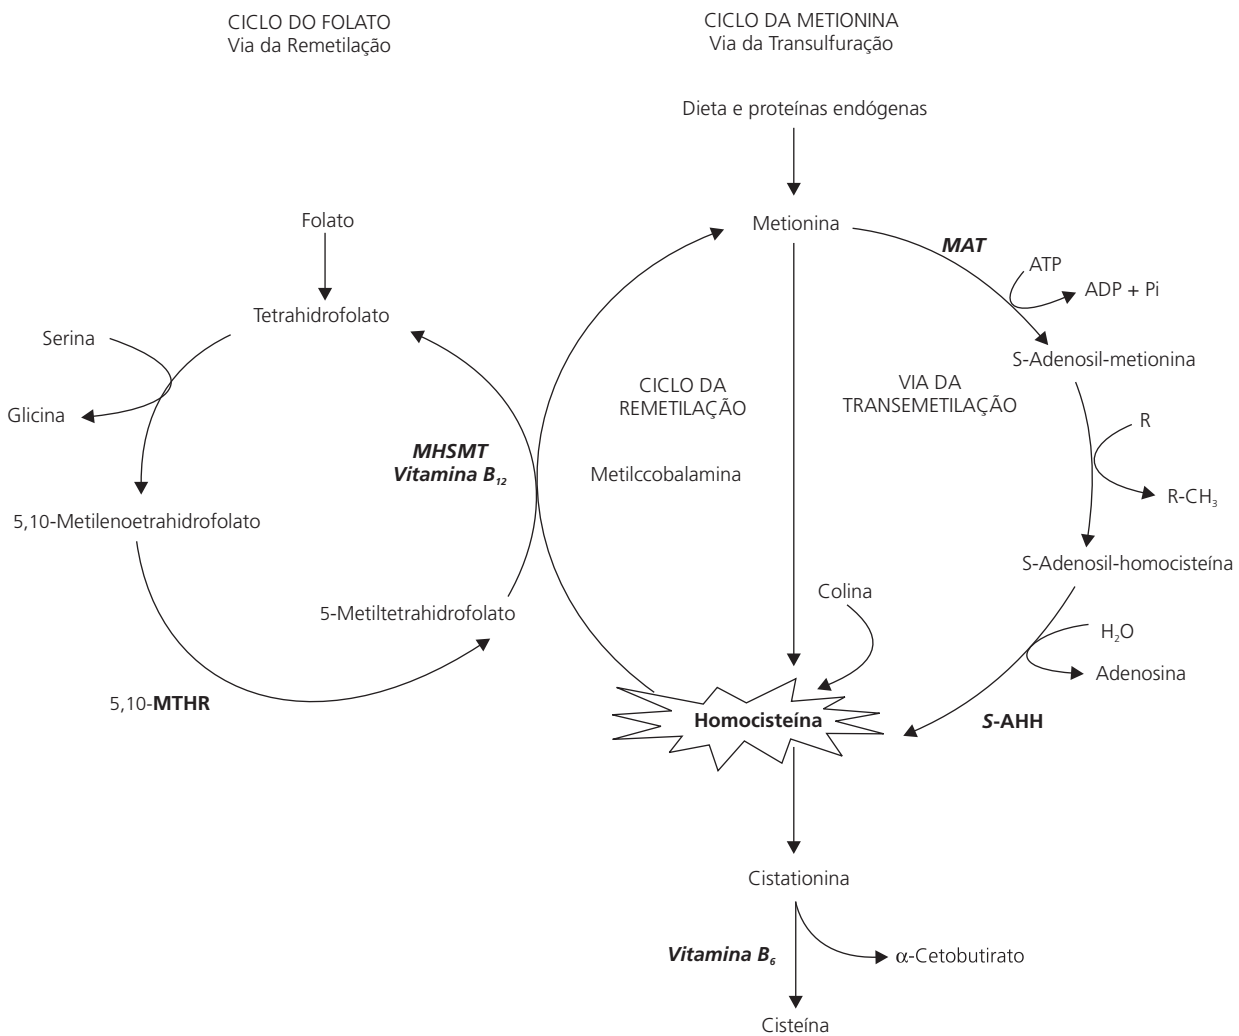 CICLO DO FOLATO
Via da Remetilação
CICLO DA METIONINA
Via da Transulfuração
Dieta e proteínas endógenas
Folato
Metionina
MAT
ATP
ADP + Pi
Tetrahidrofolato
Serina
Glicina
S-Adenosil-metionina
CICLO DA
REMETILAÇÃO
VIA DA
TRANSEMETILAÇÃO
R
R-CH₃
MHSMT
Vitamina B₁₂
Metilccobalamina
5,10-Metilenoetrahidrofolato
S-Adenosil-homocisteína
5-Metiltetrahidrofolato
Colina
H₂O
Adenosina
5,10-MTHR
Homocisteína
S-AHH
Cistationina
Vitamina B₆
α-Cetobutirato
Cisteína